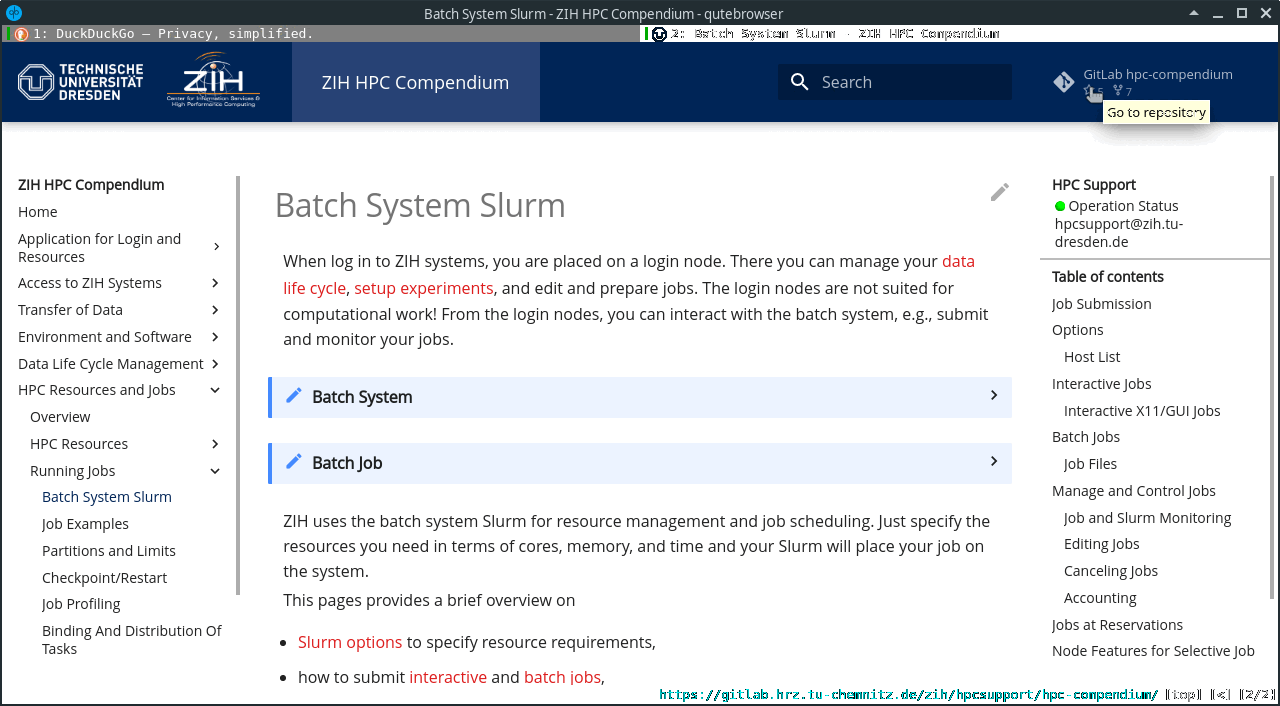 Batch System Slurm - ZIH HPC Compendium - qutebrowser
1: DuckDuckGo — Privacy, simplified.
2: Batch System Slurm - ZIH HPC Compendium
TECHNISCHE
UNIVERSITÄT
DRESDEN
ZIH
Center for Information Services &
High Performance Computing
ZIH HPC Compendium
Search
GitLab hpc-compendium
5 7
Go to repository
ZIH HPC Compendium
Home
Application for Login and
Resources
Access to ZIH Systems
Transfer of Data
Environment and Software
Data Life Cycle Management
HPC Resources and Jobs
Overview
HPC Resources
Running Jobs
Batch System Slurm
Job Examples
Partitions and Limits
Checkpoint/Restart
Job Profiling
Binding And Distribution Of
Tasks
Batch System Slurm
When log in to ZIH systems, you are placed on a login node. There you can manage your data
life cycle, setup experiments, and edit and prepare jobs. The login nodes are not suited for
computational work! From the login nodes, you can interact with the batch system, e.g., submit
and monitor your jobs.
Batch System
Batch Job
ZIH uses the batch system Slurm for resource management and job scheduling. Just specify the
resources you need in terms of cores, memory, and time and your Slurm will place your job on
the system.
This pages provides a brief overview on
• Slurm options to specify resource requirements,
• how to submit interactive and batch jobs,
HPC Support
Operation Status
hpcsupport@zih.tu-
dresden.de
Table of contents
Job Submission
Options
Host List
Interactive Jobs
Interactive X11/GUI Jobs
Batch Jobs
Job Files
Manage and Control Jobs
Job and Slurm Monitoring
Editing Jobs
Canceling Jobs
Accounting
Jobs at Reservations
Node Features for Selective Job
https://gitlab.hrz.tu-chemnitz.de/zih/hpcsupport/hpc-compendium/ [top] [<] [2/2]